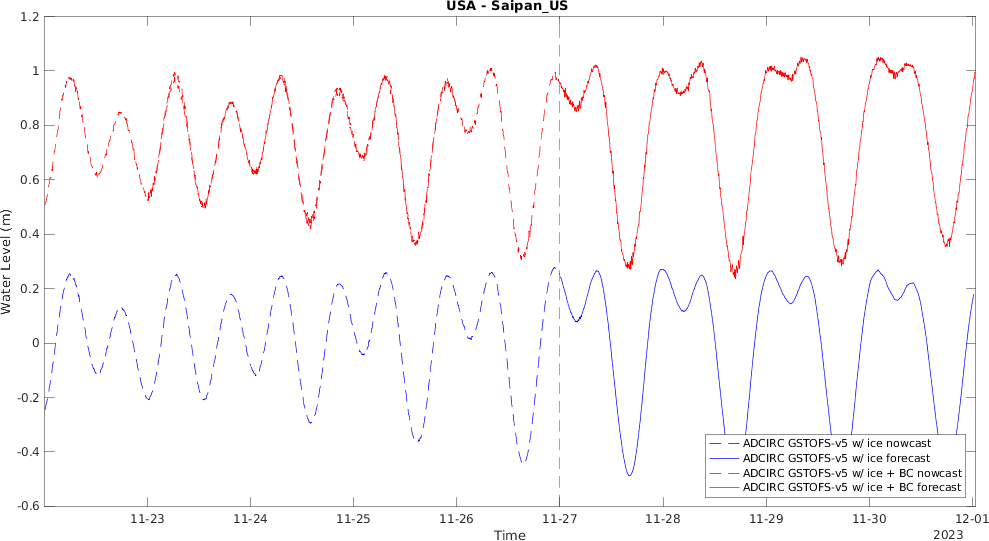 USA - Saipan_US
1.2
1
0.8
0.6
0.4
0.2
0
-0.2
-0.4
-0.6
Water Level (m)
ADCIRC GSTOFS-v5 w/ ice nowcast
ADCIRC GSTOFS-v5 w/ ice forecast
ADCIRC GSTOFS-v5 w/ ice + BC nowcast
ADCIRC GSTOFS-v5 w/ ice + BC forecast
11-23 11-24 11-25 11-26 11-27 11-28 11-29 11-30 12-01
Time
2023